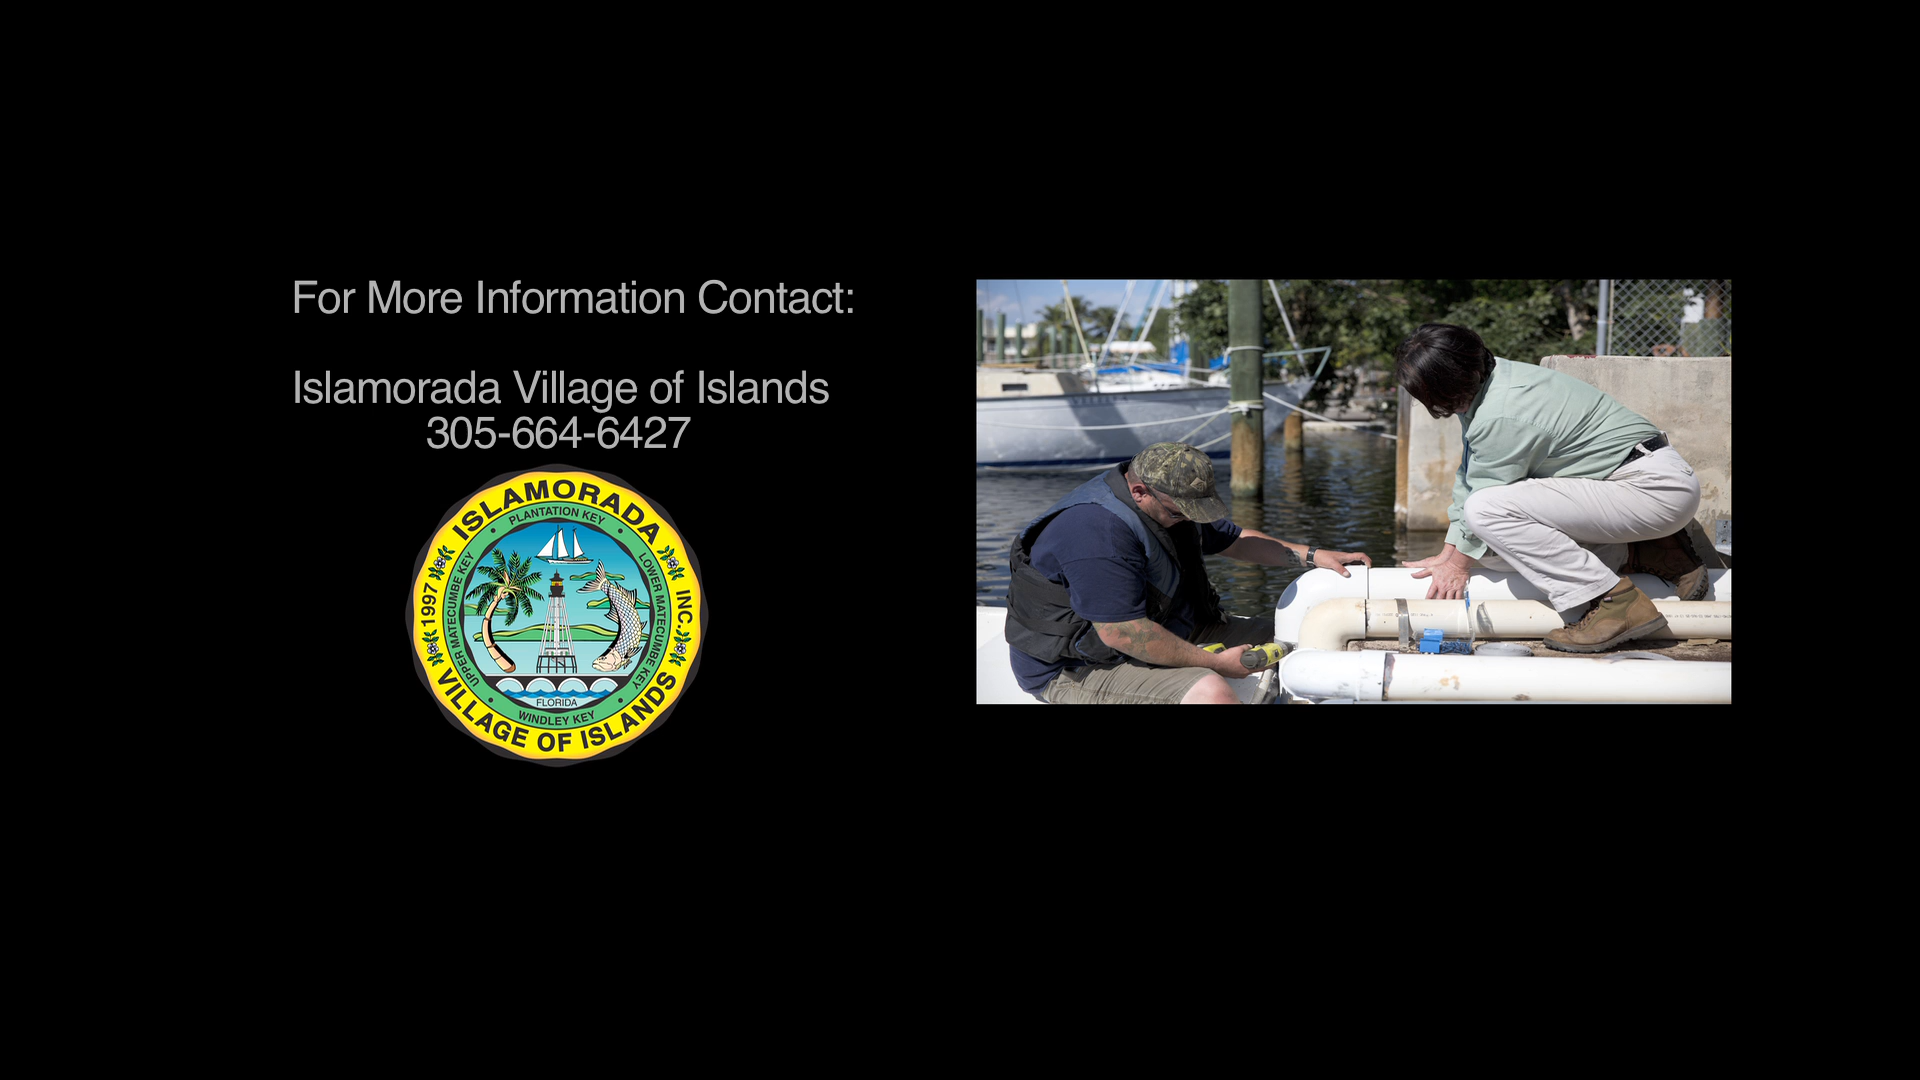 For More Information Contact:
Islamorada Village of Islands
305-664-6427
ISLAMORADA
PLANTATION KEY
1997
UPPER MATECUMBE KEY
LOWER MATECUMBE KEY
INC.
FLORIDA
WINDLEY KEY
VILLAGE OF ISLANDS